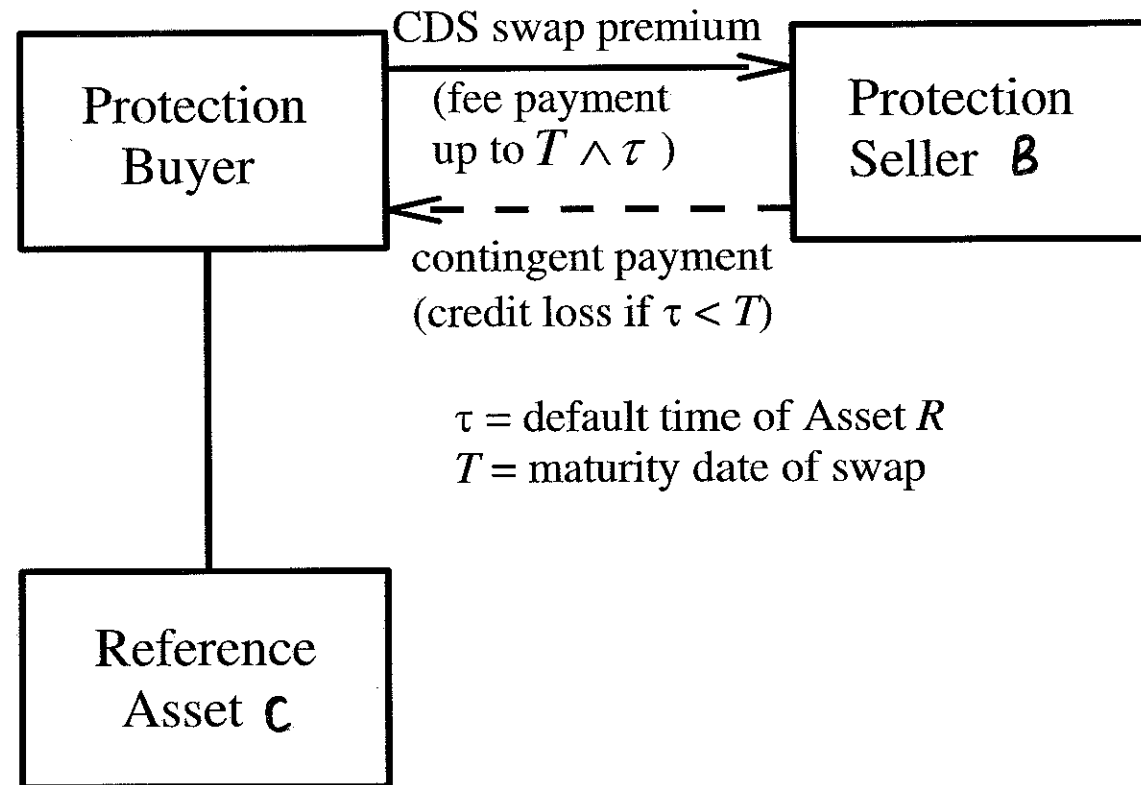 CDS swap premium
Protection
Buyer
(fee payment
up to T ∧ τ )
Protection
Seller B
contingent payment
(credit loss if τ < T)
τ = default time of Asset R
T = maturity date of swap
Reference
Asset C